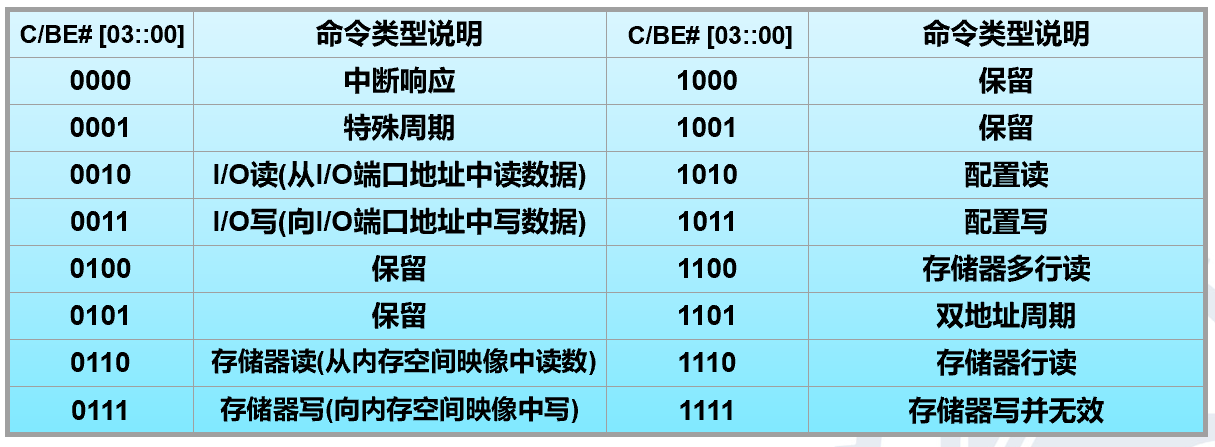 C/BE# [03::00] 命令类型说明 C/BE# [03::00] 命令类型说明
0000 中断响应 1000 保留
0001 特殊周期 1001 保留
0010 I/O读(从I/O端口地址中读数据) 1010 配置读
0011 I/O写(向I/O端口地址中写数据) 1011 配置写
0100 保留 1100 存储器多行读
0101 保留 1101 双地址周期
0110 存储器读(从内存空间映像中读数) 1110 存储器行读
0111 存储器写(向内存空间映像中写) 1111 存储器写并无效